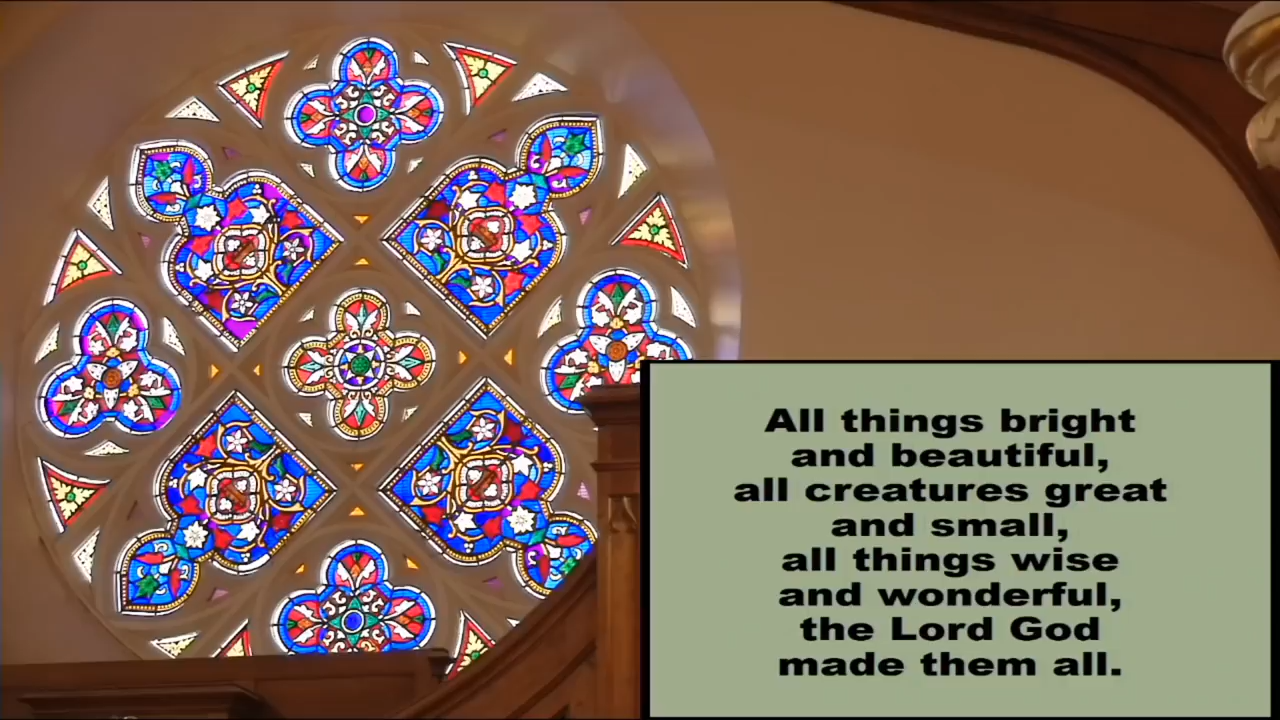 All things bright
and beautiful,
all creatures great
and small,
all things wise
and wonderful,
the Lord God
made them all.